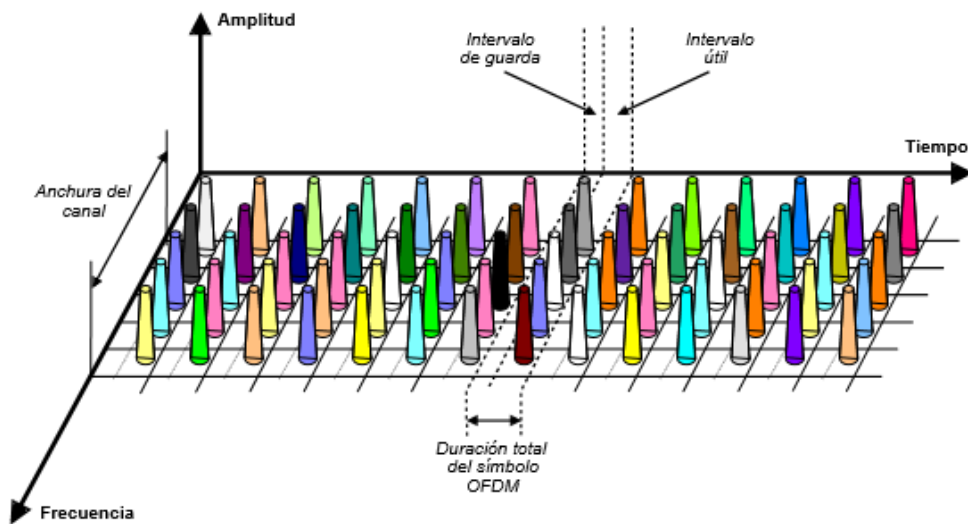 Amplitud
Intervalo
de guarda
Intervalo
útil
Tiempo
Anchura del
canal
Duración total
del símbolo
OFDM
Frecuencia